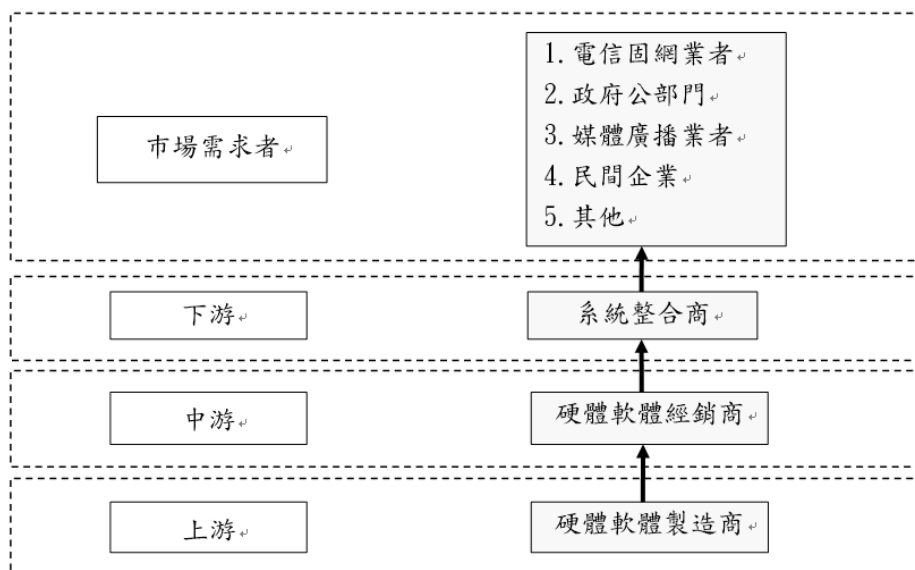 市場需求者
1. 電信固網業者
2. 政府公部門
3. 媒體廣播業者
4. 民間企業
5. 其他
下游
系統整合商
中游
硬體軟體經銷商
上游
硬體軟體製造商